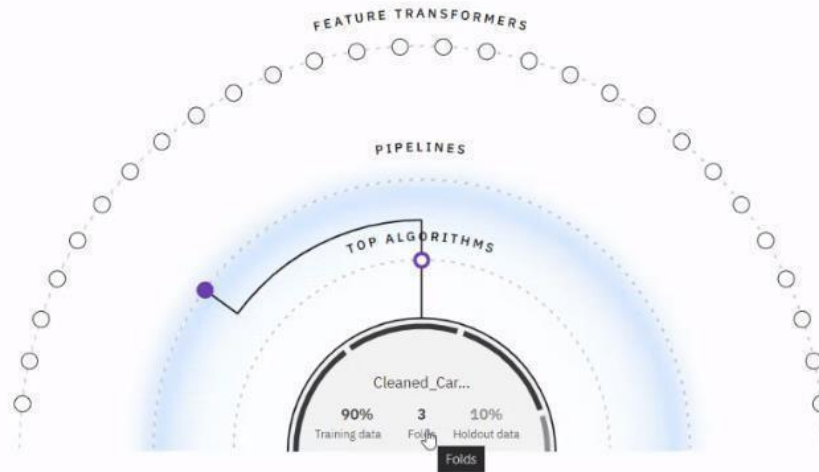 FEATURE TRANSFORMERS
PIPELINES
TOP ALGORITHMS
Cleaned_Car...
90% 3 10%
Training data Folds Holdout data
Folds